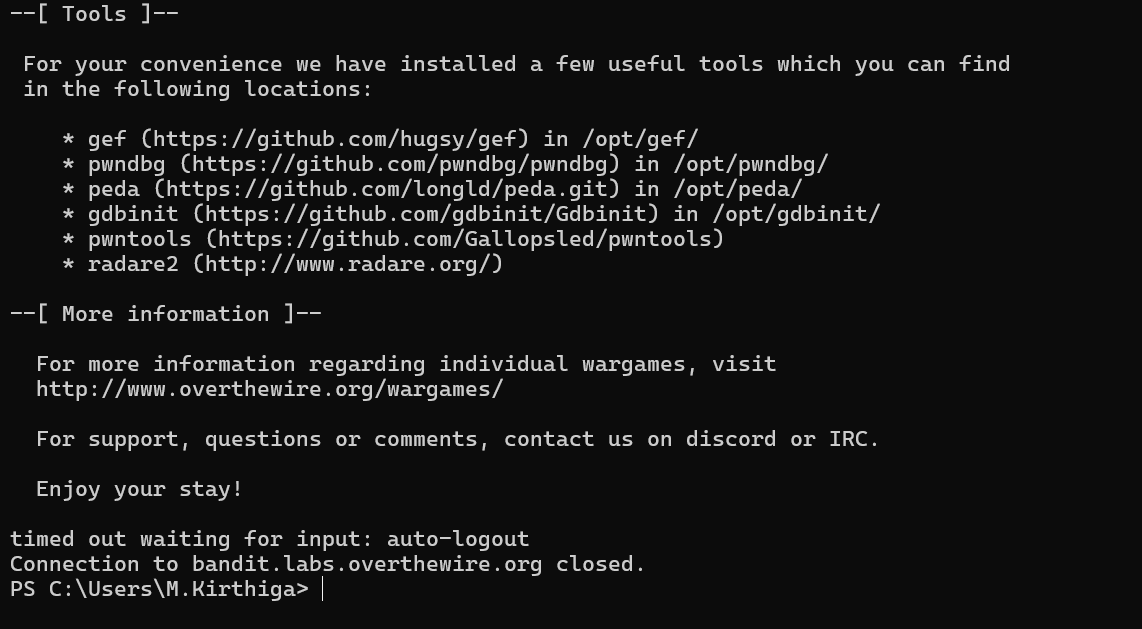 --[ Tools ]--
For your convenience we have installed a few useful tools which you can find
in the following locations:
* gef (https://github.com/hugsy/gef) in /opt/gef/
* pwndbg (https://github.com/pwndbg/pwndbg) in /opt/pwndbg/
* peda (https://github.com/longld/peda.git) in /opt/peda/
* gdbinit (https://github.com/gdbinit/Gdbinit) in /opt/gdbinit/
* pwntools (https://github.com/Gallopsled/pwntools)
* radare2 (http://www.radare.org/)
--[ More information ]--
For more information regarding individual wargames, visit
http://www.overthewire.org/wargames/
For support, questions or comments, contact us on discord or IRC.
Enjoy your stay!
timed out waiting for input: auto-logout
Connection to bandit.labs.overthewire.org closed.
PS C:\Users\M.Kirthiga>